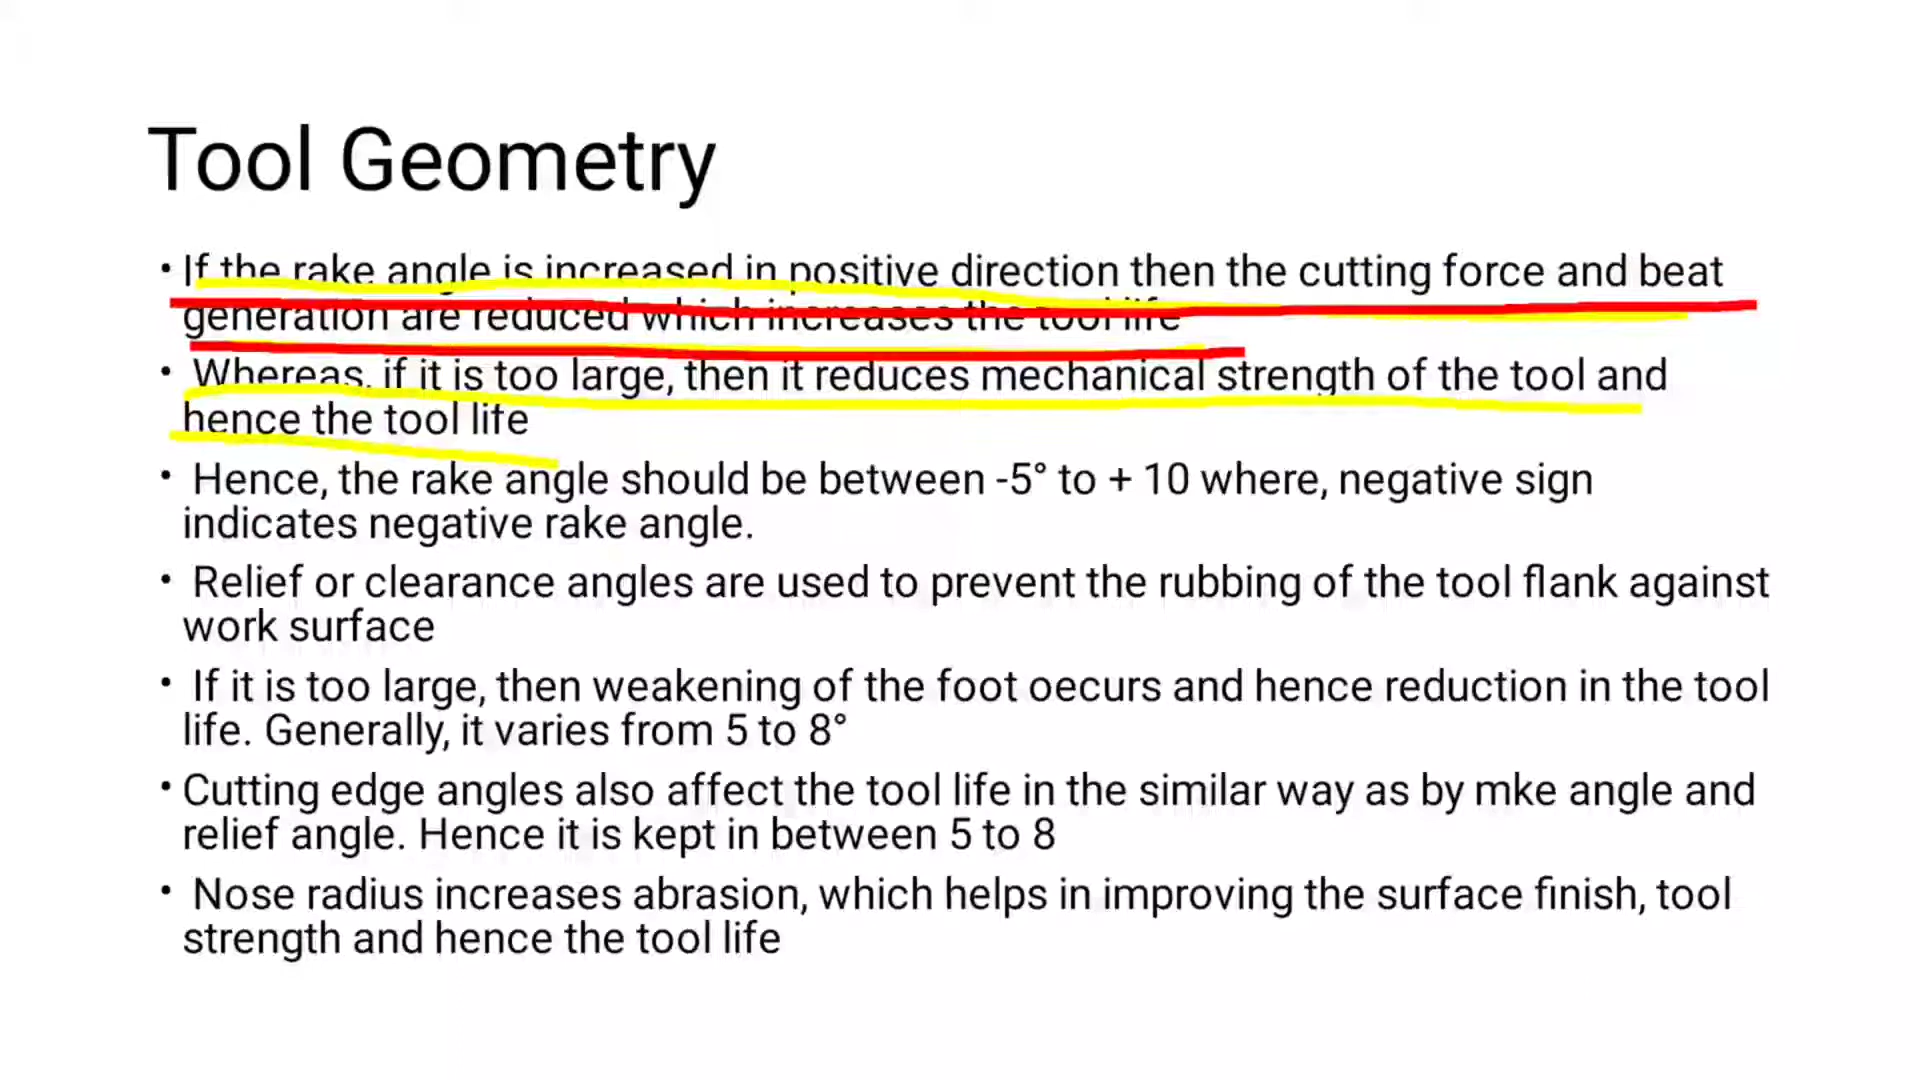 Tool Geometry
• If the rake angle is increased in positive direction then the cutting force and beat
generation are reduced which increases the tool life
• Whereas, if it is too large, then it reduces mechanical strength of the tool and
hence the tool life
• Hence, the rake angle should be between -5° to + 10 where, negative sign
indicates negative rake angle.
• Relief or clearance angles are used to prevent the rubbing of the tool flank against
work surface
• If it is too large, then weakening of the foot oecurs and hence reduction in the tool
life. Generally, it varies from 5 to 8°
• Cutting edge angles also affect the tool life in the similar way as by mke angle and
relief angle. Hence it is kept in between 5 to 8
• Nose radius increases abrasion, which helps in improving the surface finish, tool
strength and hence the tool life